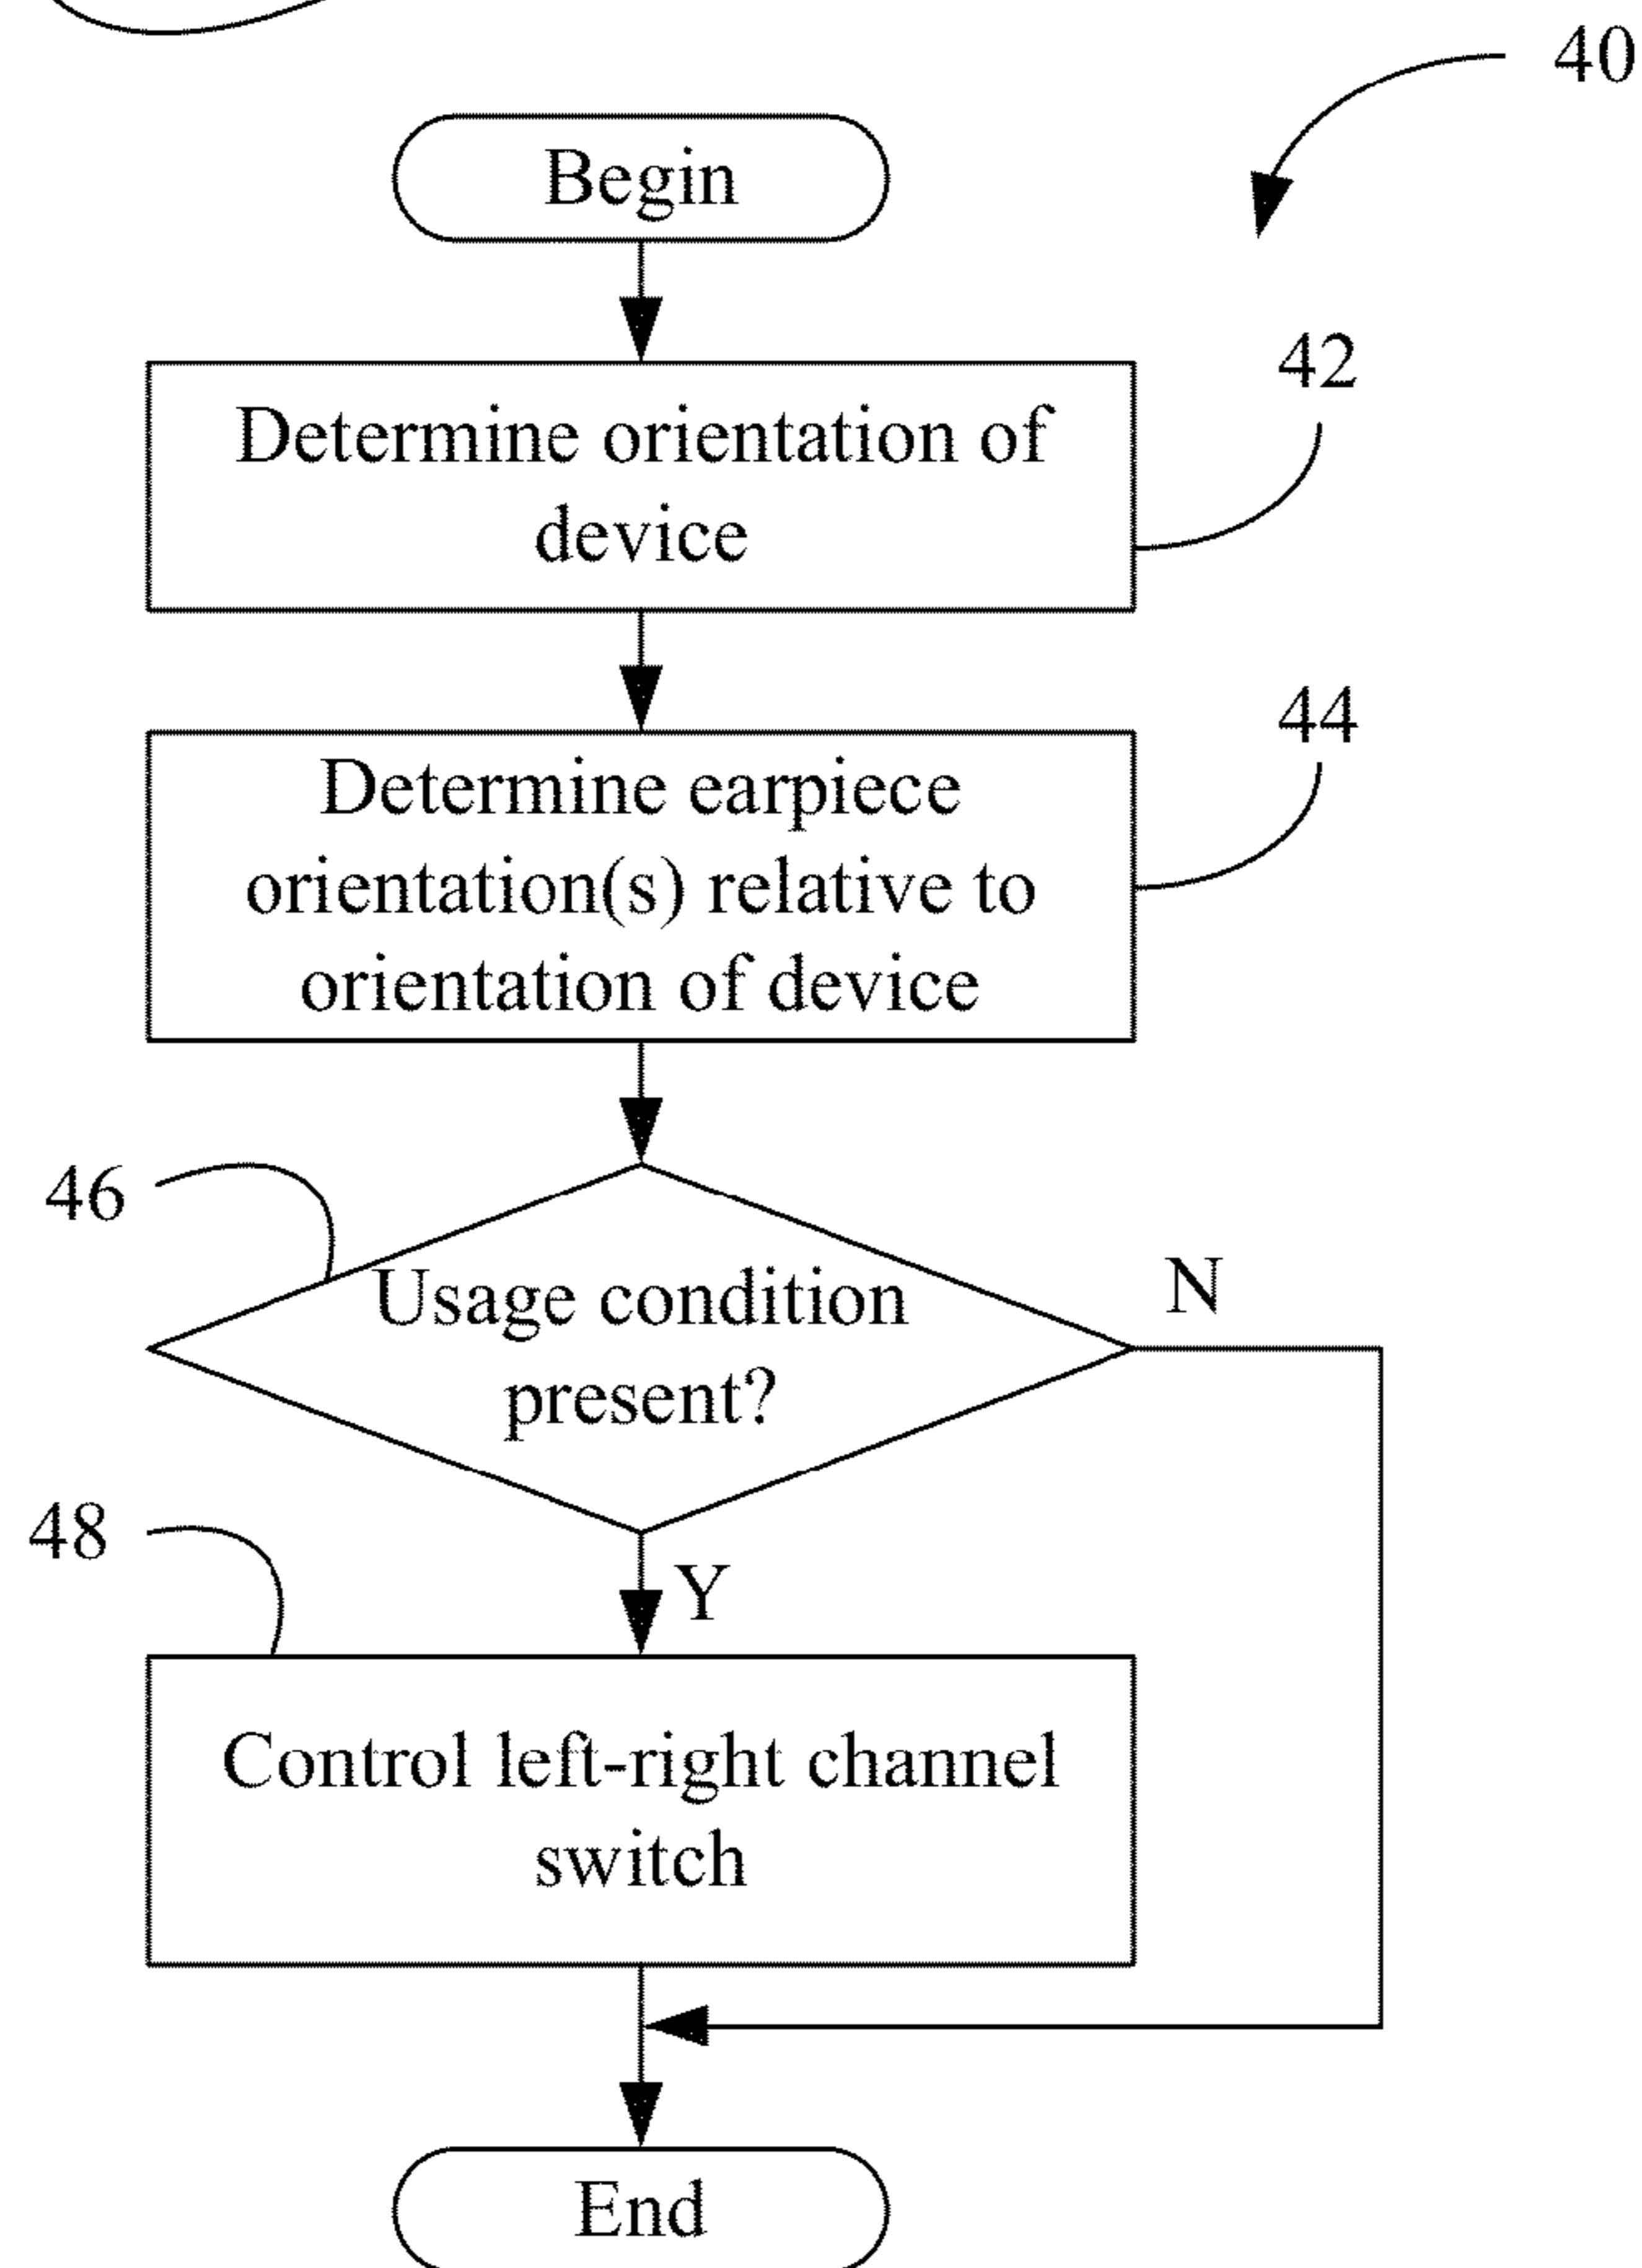 40
Begin
42
Determine orientation of
device
44
Determine earpiece
orientation(s) relative to
orientation of device
46
Usage condition
present?
N
Y
48
Control left-right channel
switch
End